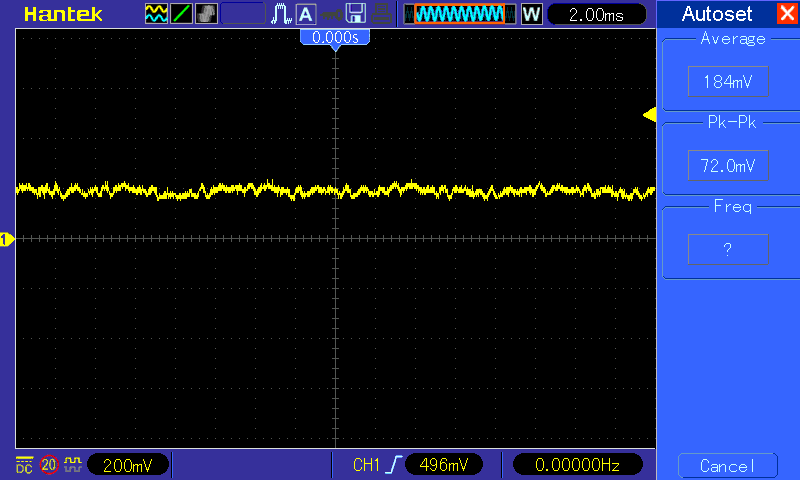 Hantek
A
W
2.00ms
Autoset
0.000s
Average
184mV
Pk-Pk
72.0mV
Freq
?
1
DC
20
200mV
CH1
496mV
0.00000Hz
Cancel